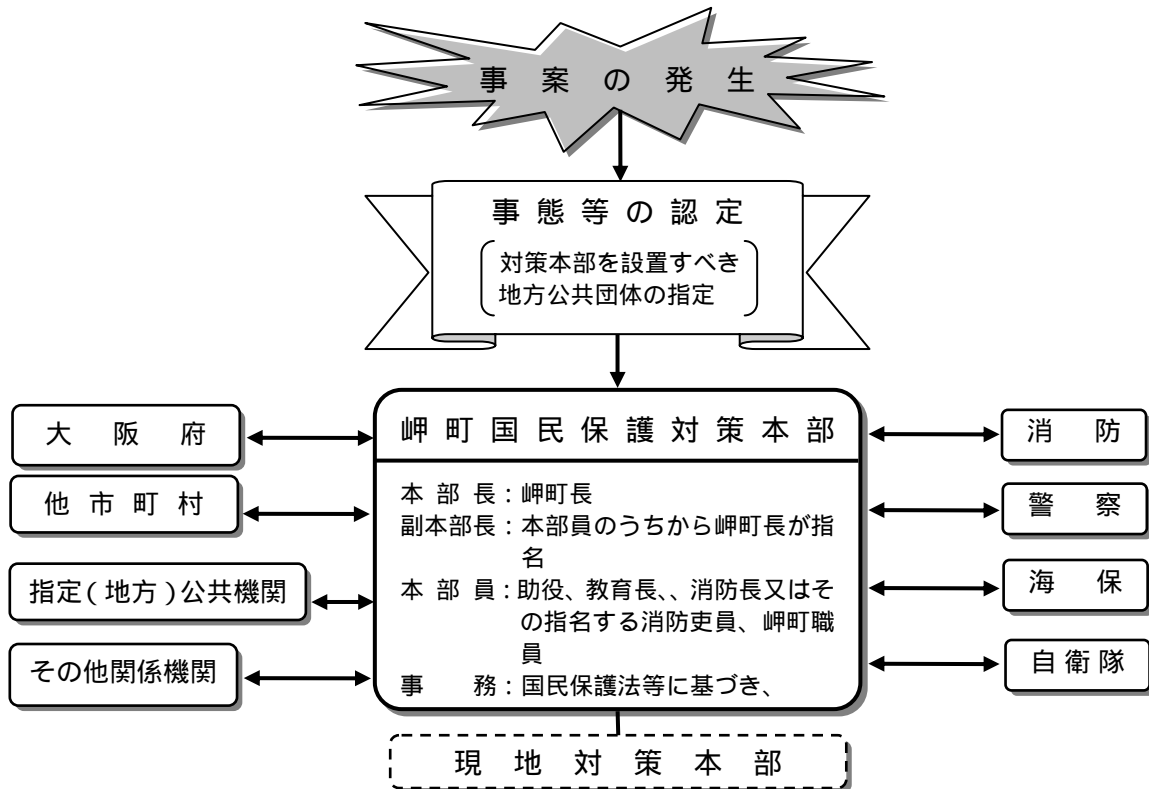 事案の発生
事態等の認定
対策本部を設置すべき
地方公共団体の指定
岬町国民保護対策本部
本部長：岬町長
副本部長：本部員のうちから岬町長が指
名
本部員：助役、教育長、、消防長又はそ
の指名する消防吏員、岬町職
員
事務：国民保護法等に基づき、
大阪府
他市町村
指定(地方)公共機関
その他関係機関
消防
警察
海保
自衛隊
現地対策本部